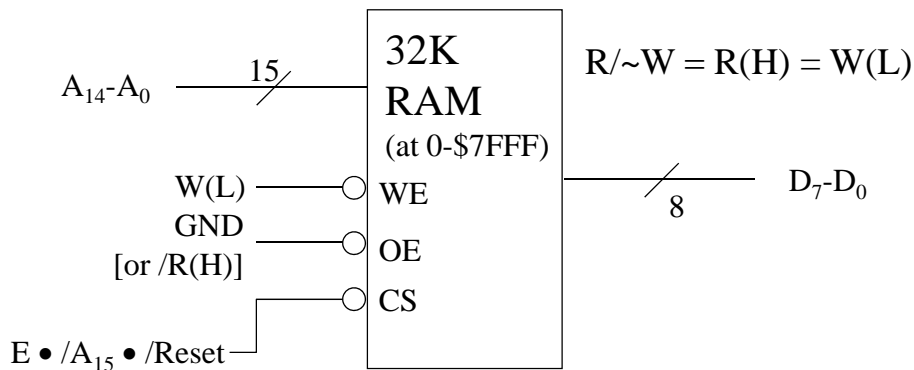 32K
RAM
(at 0-$7FFF)
R/~W = R(H) = W(L)
15
A₁₄-A₀
W(L)
WE
GND
[or /R(H)]
OE
CS
E • /A₁₅ • /Reset
8
D₇-D₀